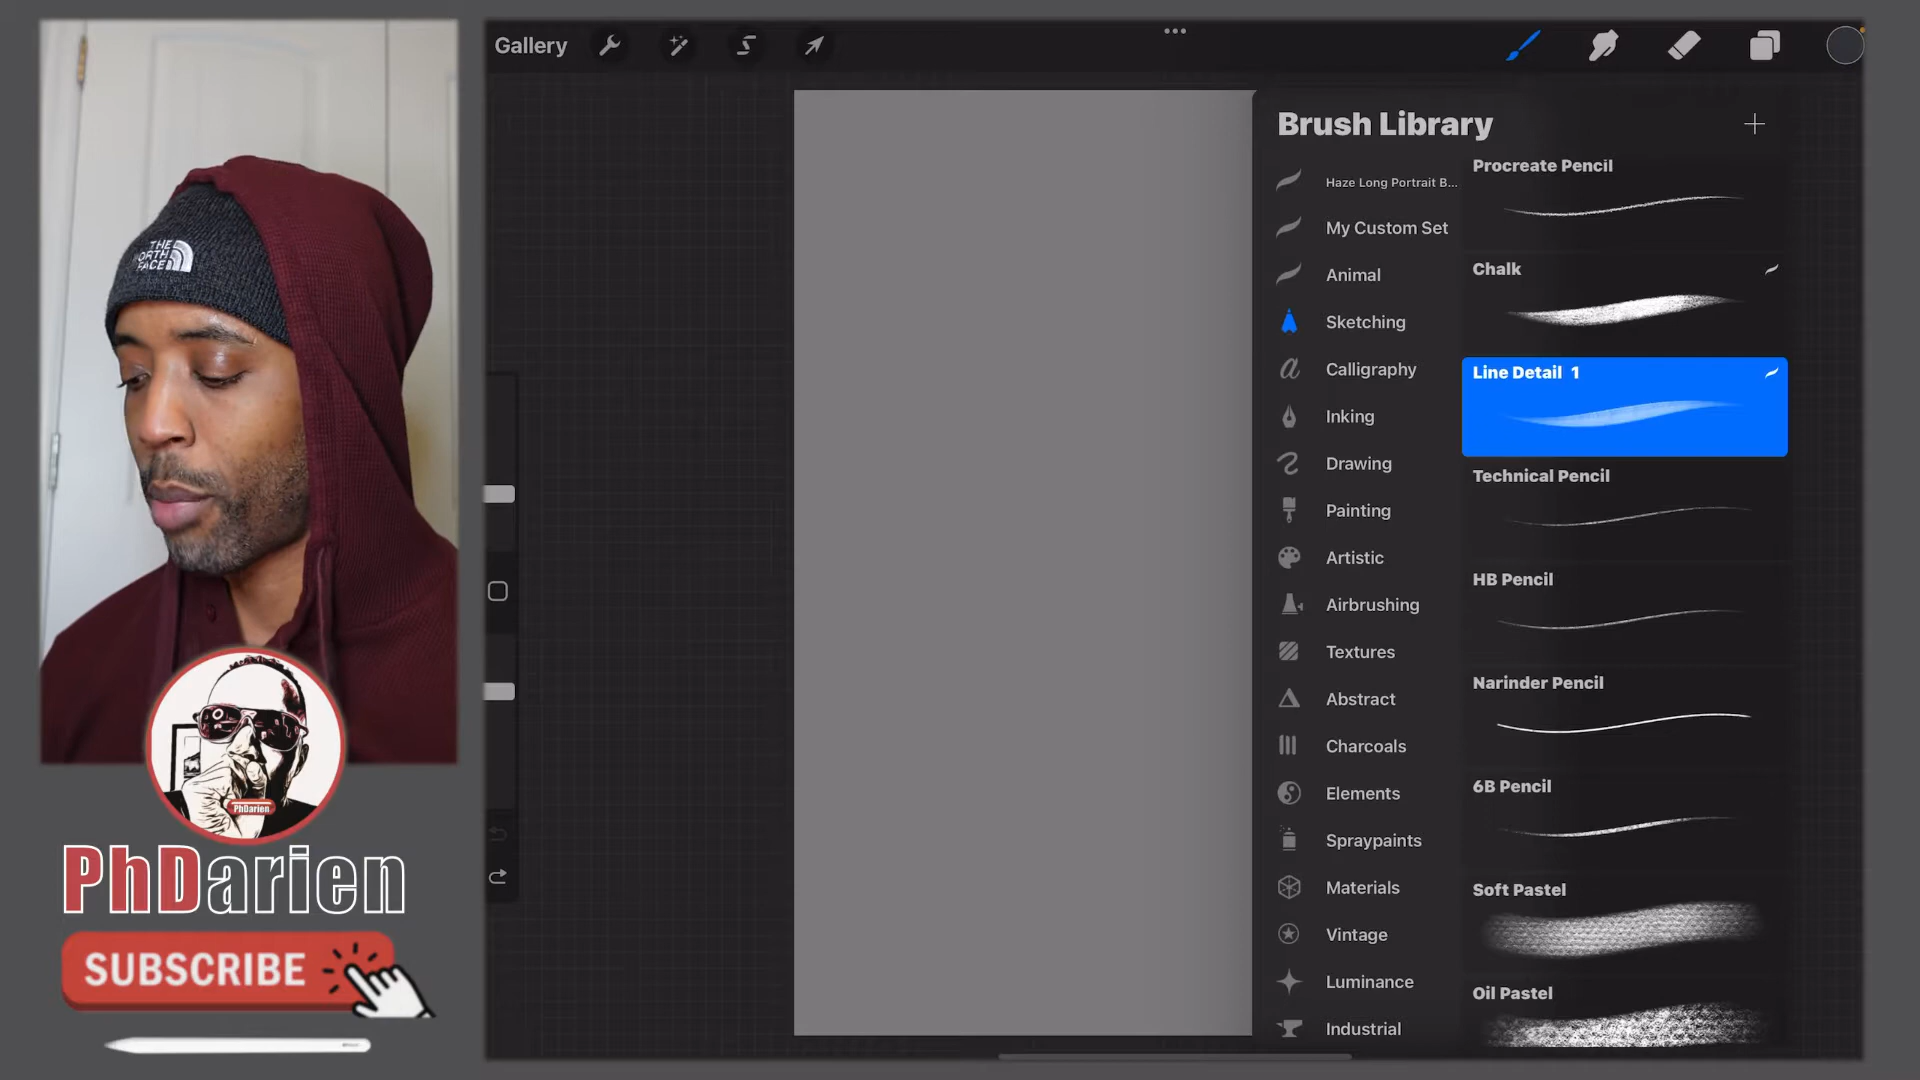 Gallery
Brush Library
Haze Long Portrait B...
My Custom Set
Animal
Sketching
Calligraphy
Inking
Drawing
Painting
Artistic
Airbrushing
Textures
Abstract
Charcoals
Elements
Spraypaints
Materials
Vintage
Luminance
Industrial
Procreate Pencil
Chalk
Line Detail 1
Technical Pencil
HB Pencil
Narinder Pencil
6B Pencil
Soft Pastel
Oil Pastel
THE
NORTH
FACE
PhDarien
PhDarien
SUBSCRIBE